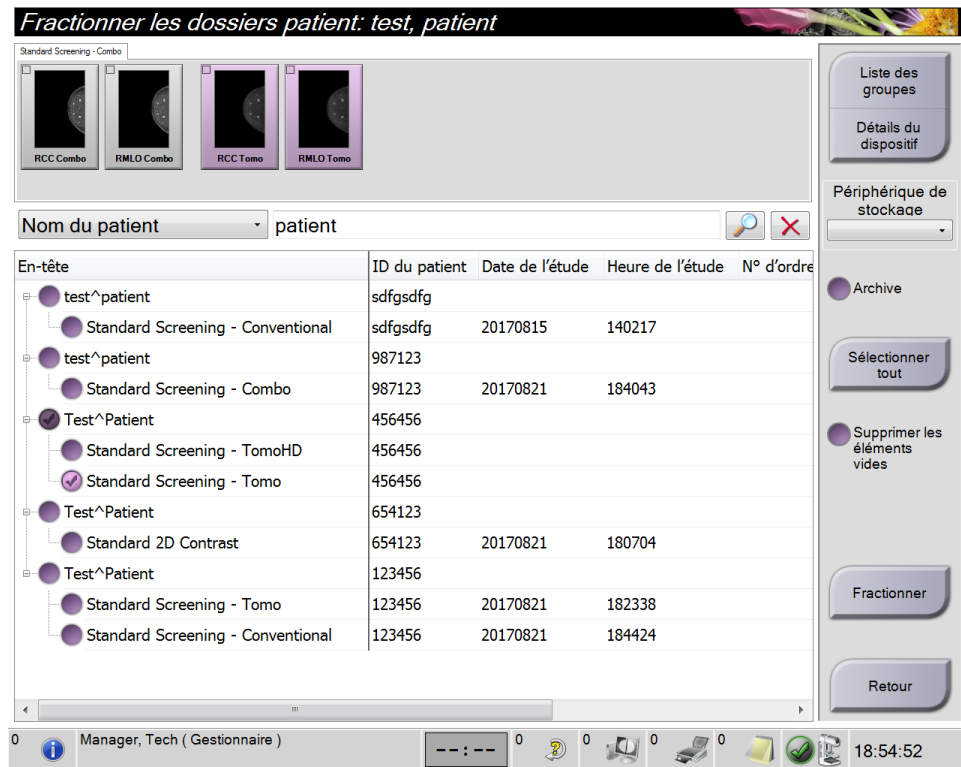 Fractionner les dossiers patient: test, patient
Standard Screening - Combo
RCC Combo RMLO Combo RCC Tomo RMLO Tomo
Liste des groupes
Détails du dispositif
Périphérique de stockage
Nom du patient patient
En-tête ID du patient Date de l'étude Heure de l'étude N° d'ordre
test^patient sdfgsdfg
Standard Screening - Conventional sdfgsdfg 20170815 140217
test^patient 987123
Standard Screening - Combo 987123 20170821 184043
Test^Patient 456456
Standard Screening - TomoHD 456456
Standard Screening - Tomo 456456
Test^Patient 654123
Standard 2D Contrast 654123 20170821 180704
Test^Patient 123456
Standard Screening - Tomo 123456 20170821 182338
Standard Screening - Conventional 123456 20170821 184424
Archive
Sélectionner tout
Supprimer les éléments vides
Fractionner
Retour
0 Manager, Tech ( Gestionnaire ) --:-- 0 0 0 0 18:54:52